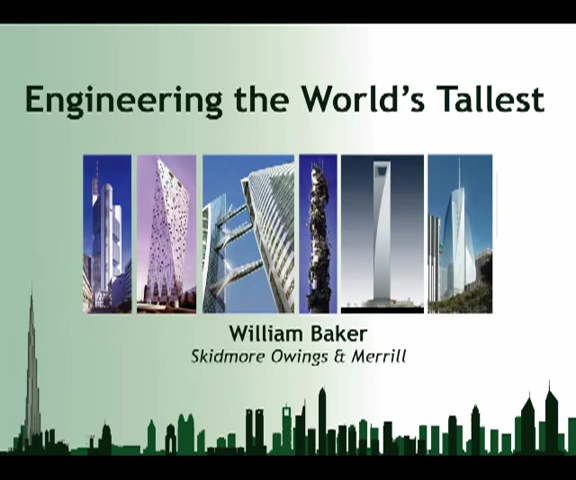 Engineering the World's Tallest
William Baker
Skidmore Owings & Merrill